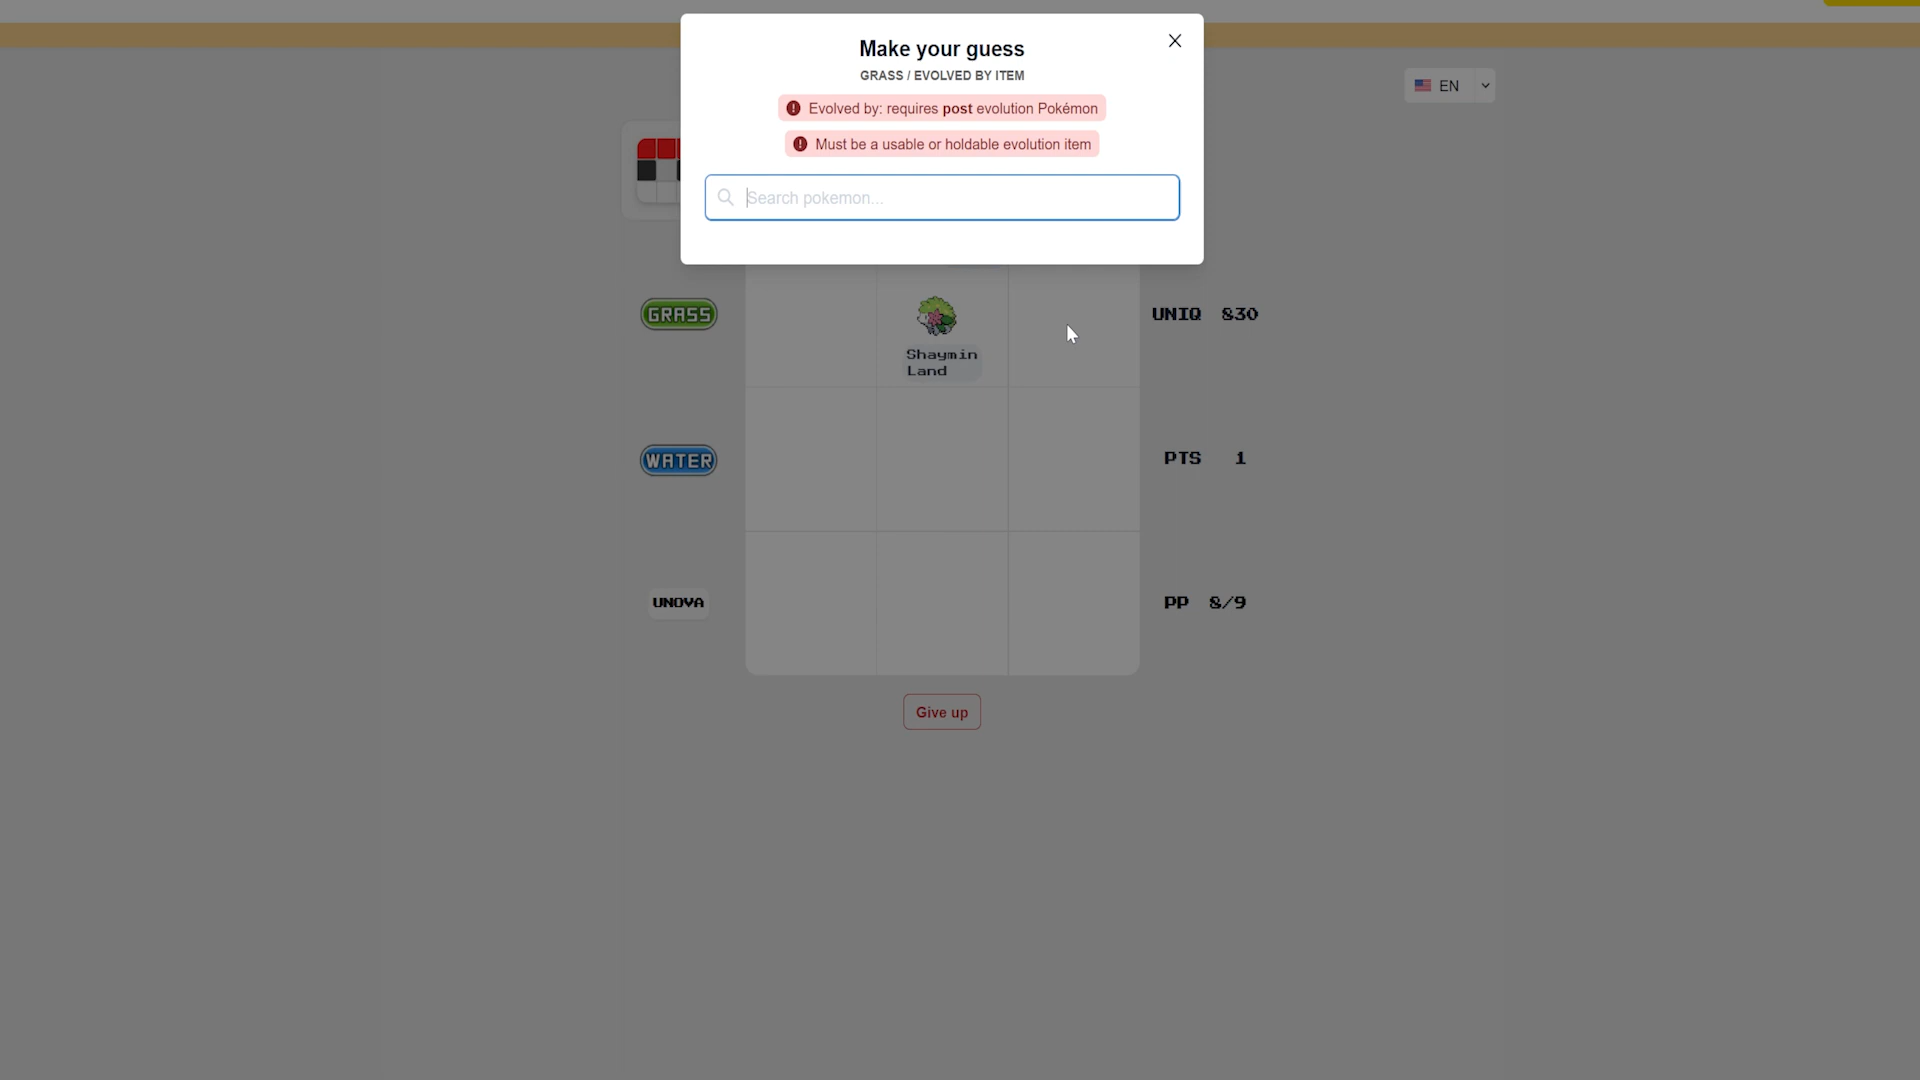 Make your guess
GRASS / EVOLVED BY ITEM
EN
Evolved by: requires post evolution Pokémon
Must be a usable or holdable evolution item
Search pokemon...
GRASS
UNIQ 830
Shaymin
Land
WATER
PTS 1
UNOVA
PP 8/9
Give up